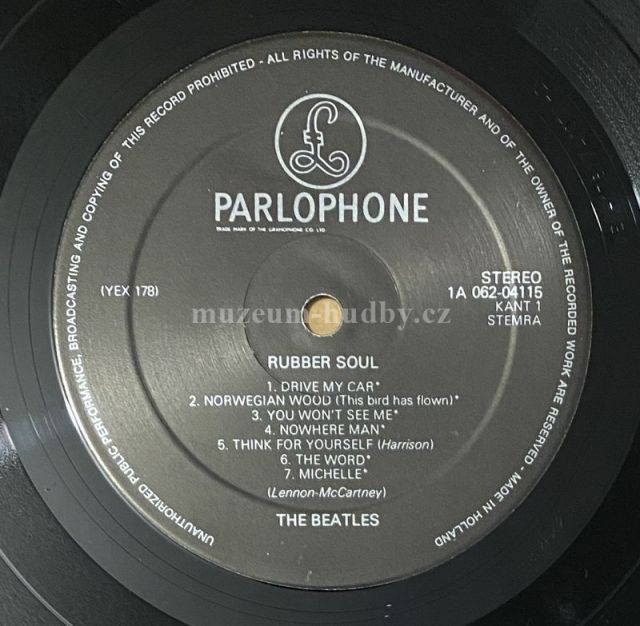 UNAUTHORIZED PUBLIC PERFORMANCE, BROADCASTING AND COPYING OF THIS RECORD PROHIBITED - ALL RIGHTS OF THE MANUFACTURER AND OF THE OWNER OF THE RECORDED WORK ARE RESERVED - MADE IN HOLLAND
£
PARLOPHONE
TRADE MARK OF THE GRAMOPHONE CO. LTD
(YEX 178)
STEREO
1A 062-04115
KANT 1
STEMRA
muzeum-hudby.cz
RUBBER SOUL
1. DRIVE MY CAR*
2. NORWEGIAN WOOD (This bird has flown)*
3. YOU WON'T SEE ME*
4. NOWHERE MAN*
5. THINK FOR YOURSELF (Harrison)
6. THE WORD*
7. MICHELLE*
(Lennon-McCartney)
THE BEATLES